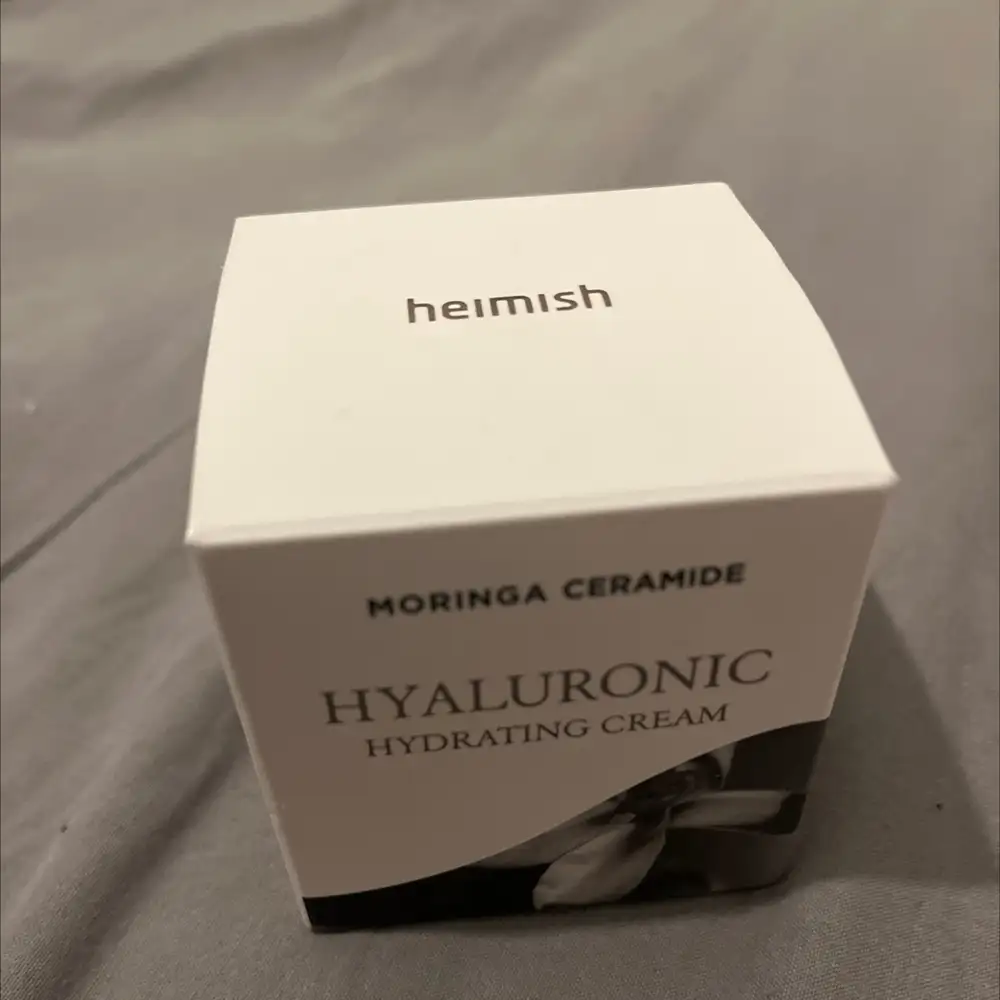 heimish
MORINGA CERAMIDE
HYALURONIC
HYDRATING CREAM